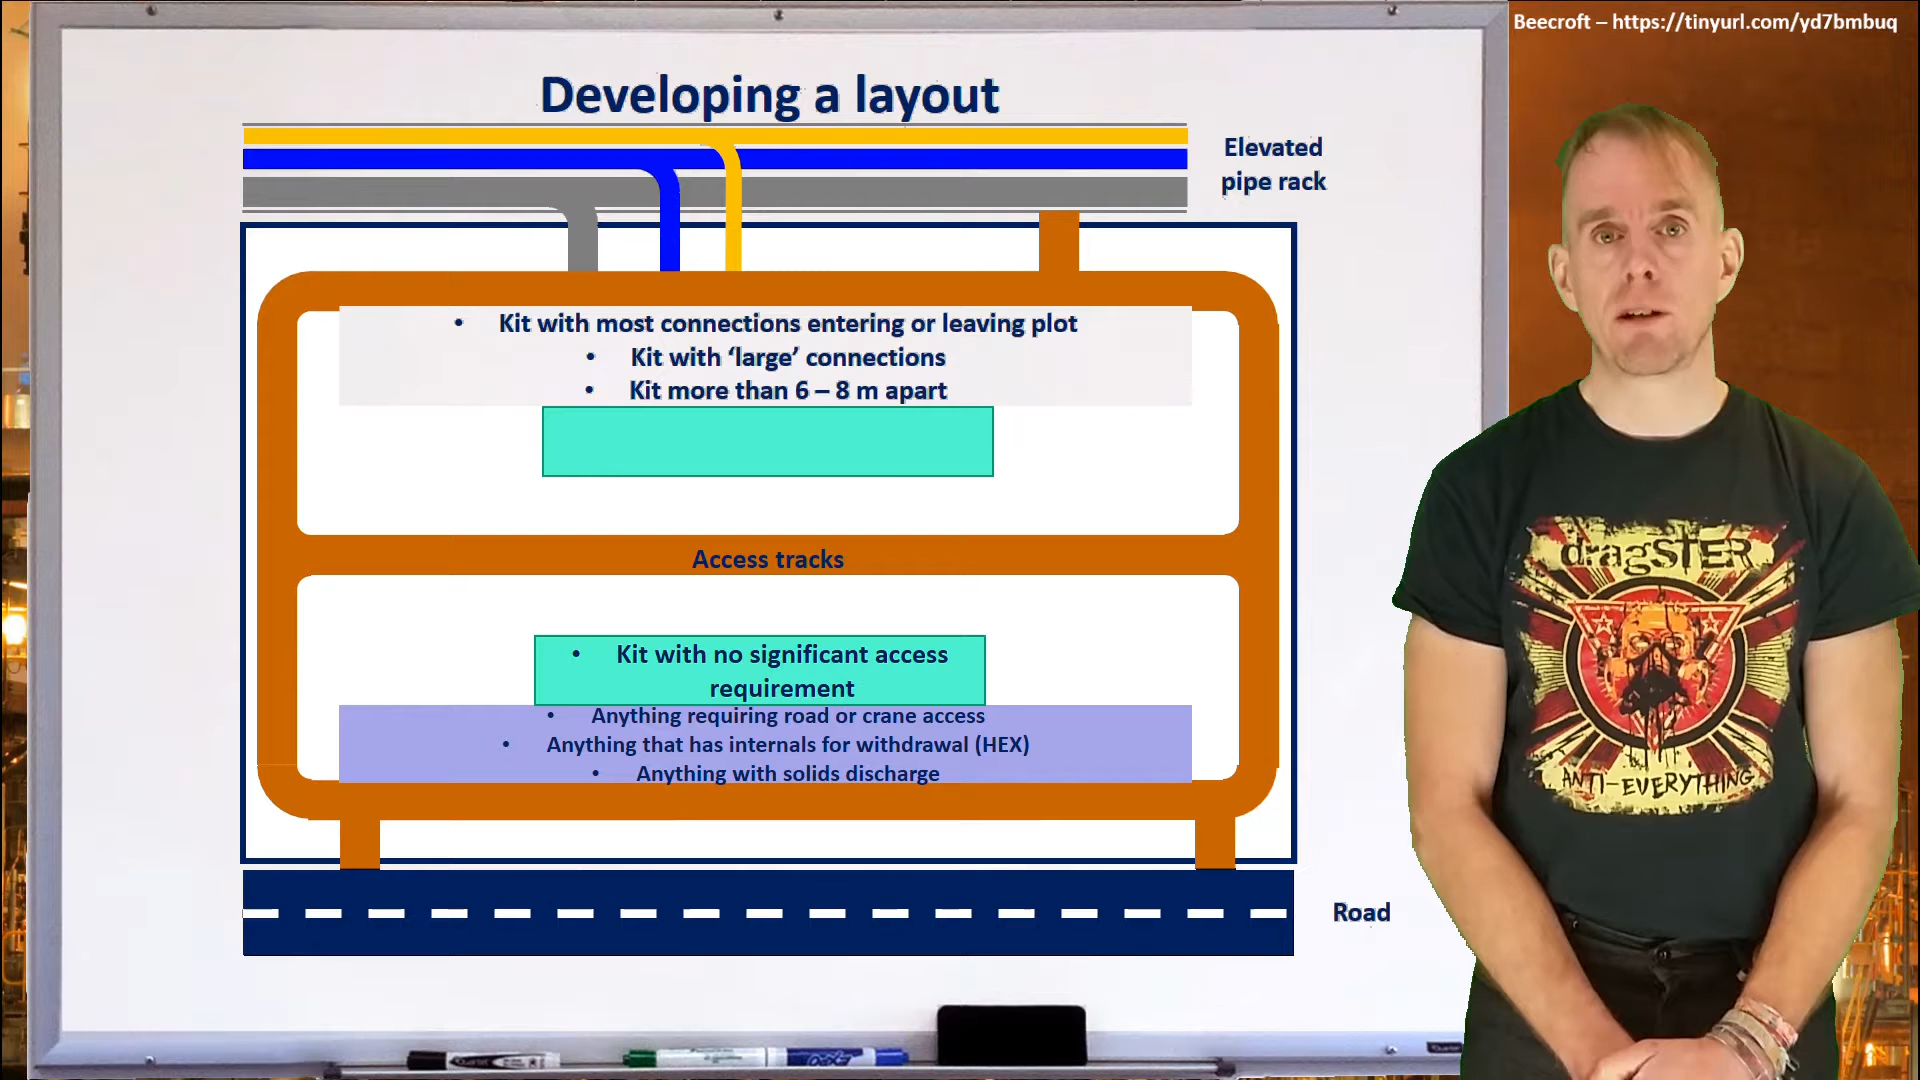 Beecroft – https://tinyurl.com/yd7bmbuq
Developing a layout
Elevated
pipe rack
• Kit with most connections entering or leaving plot
• Kit with ‘large’ connections
• Kit more than 6 – 8 m apart
Access tracks
• Kit with no significant access
requirement
• Anything requiring road or crane access
• Anything that has internals for withdrawal (HEX)
• Anything with solids discharge
Road
dragSTER
ANTI-EVERYTHING